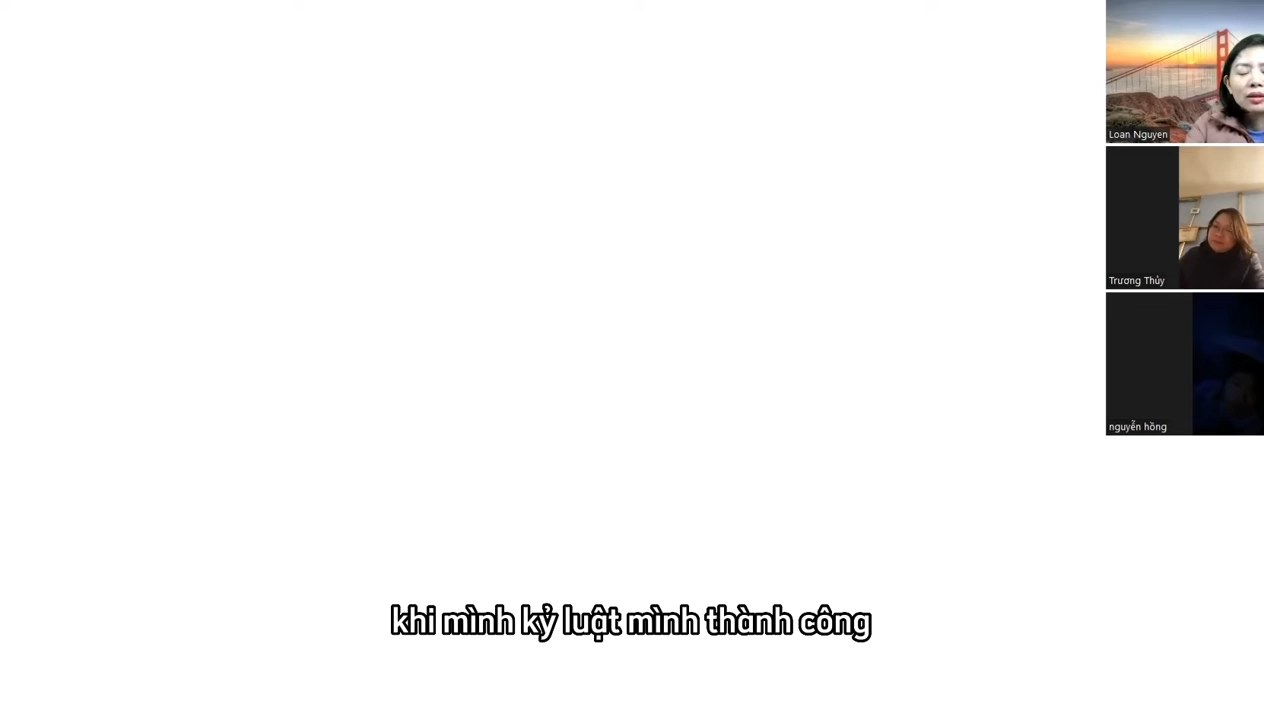 Loan Nguyen
Trương Thủy
nguyễn hồng
khi mình kỷ luật mình thành công